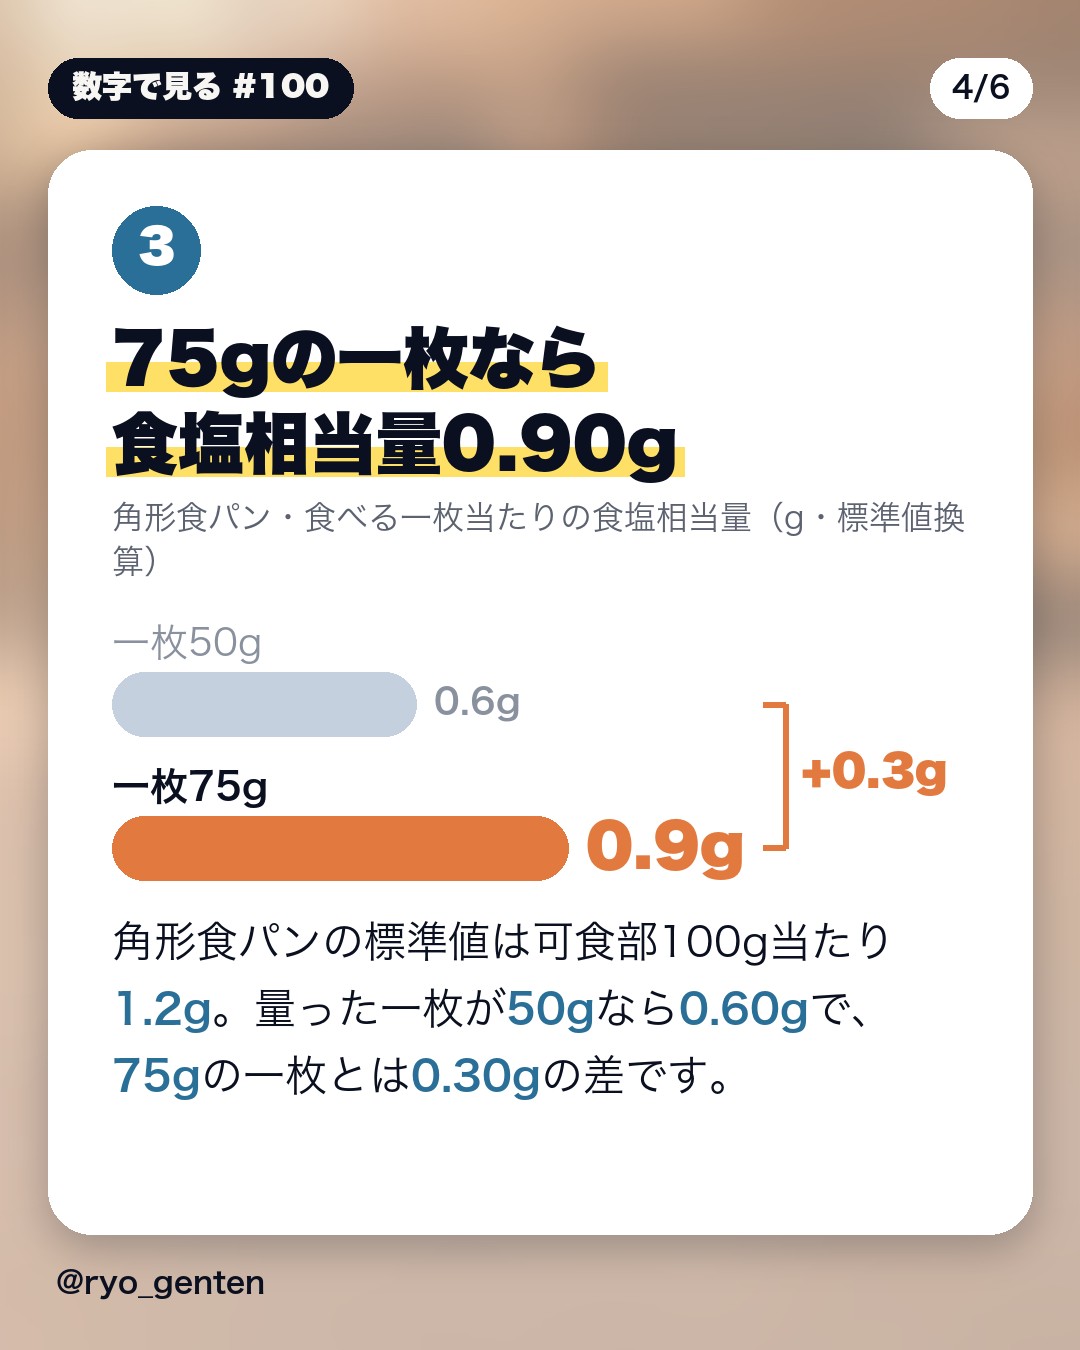 数字で見る #100
4/6
3
75gの一枚なら
食塩相当量0.90g
角形食パン・食べる一枚当たりの食塩相当量（g・標準値換
算）
一枚50g
0.6g
+0.3g
一枚75g
0.9g
角形食パンの標準値は可食部100g当たり
1.2g。量った一枚が50gなら0.60gで、
75gの一枚とは0.30gの差です。
@ryo_genten